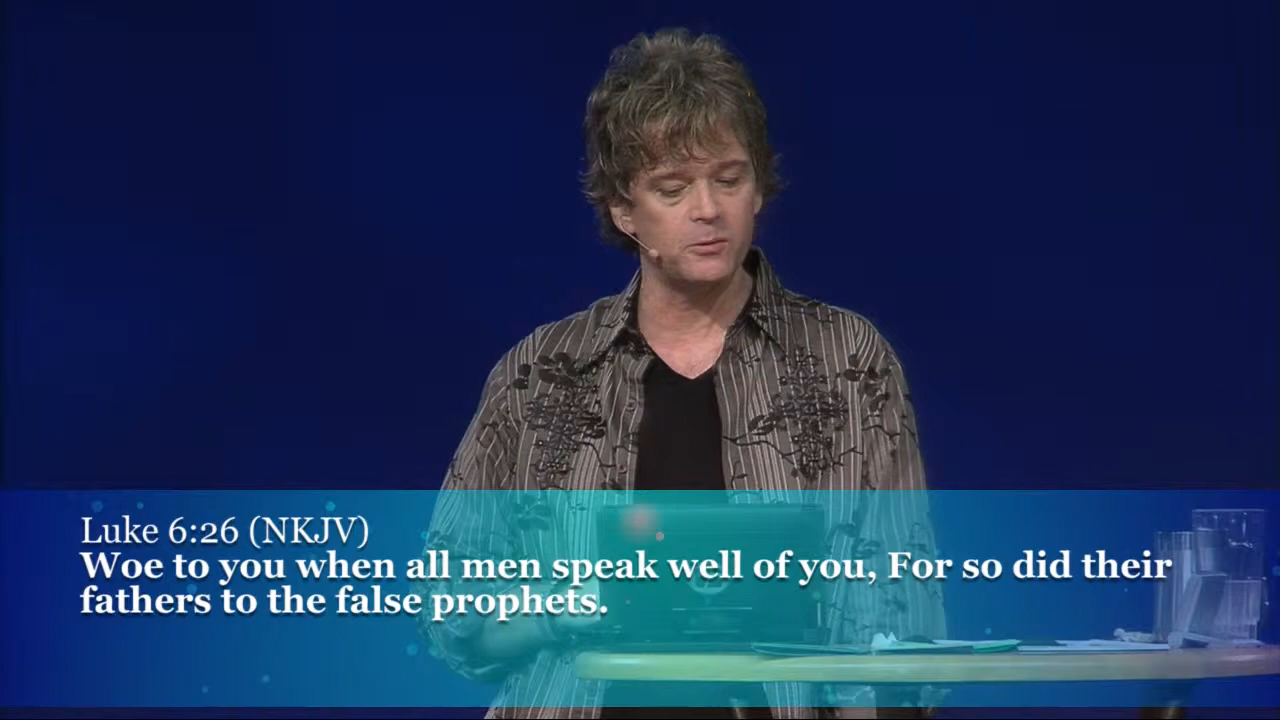 Luke 6:26 (NKJV)
Woe to you when all men speak well of you, For so did their
fathers to the false prophets.